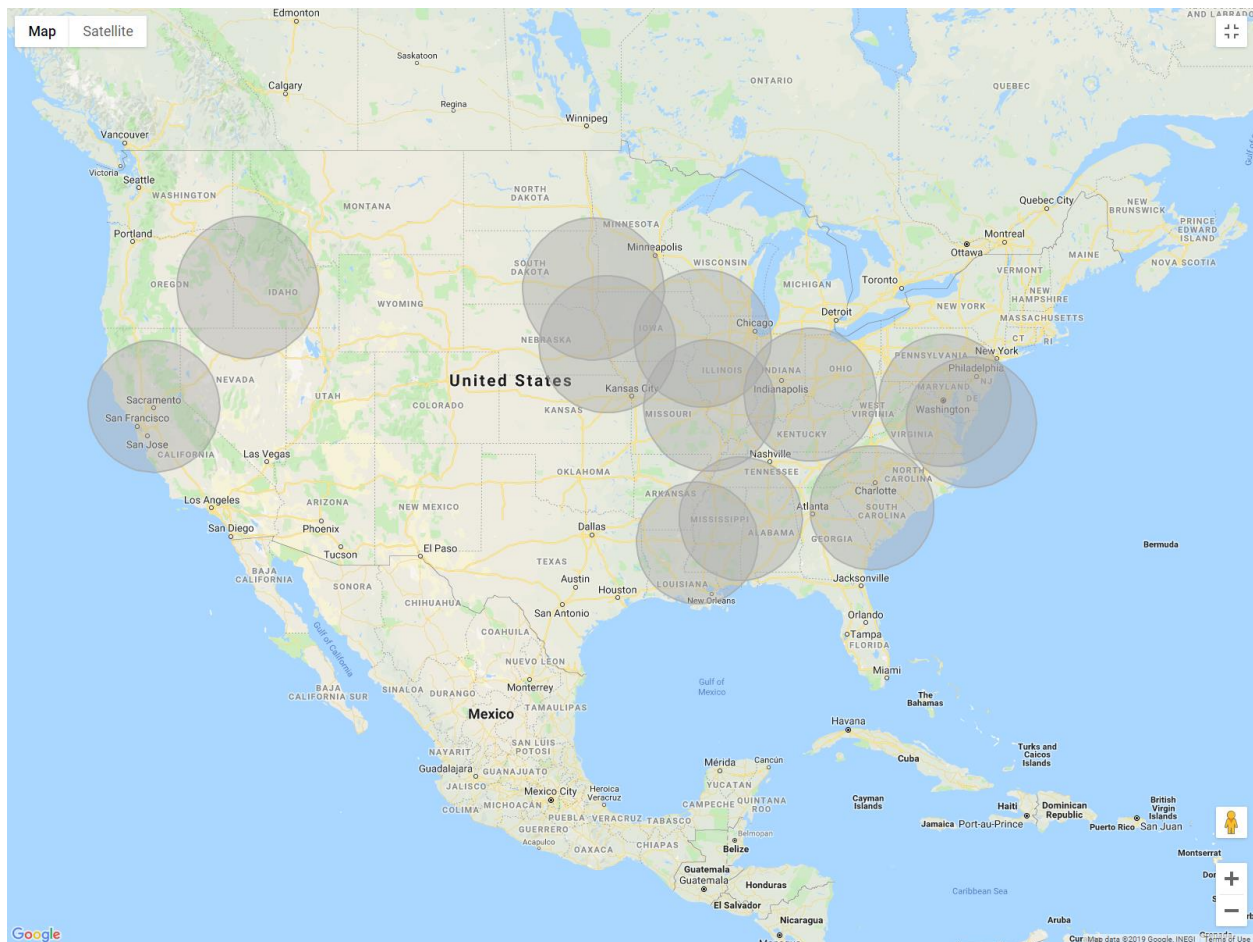 Edmonton
AND LABRADOR
Map
Satellite
Saskatoon
Calgary
ONTARIO
QUEBEC
Regina
Winnipeg
Vancouver
Victoria
Seattle
WASHINGTON
NORTH
DAKOTA
MONTANA
Quebec City
NEW
BRUNSWICK
PRINCE
EDWARD
ISLAND
Portland
MINNESOTA
Minneapolis
Montreal
Ottawa
MAINE
NOVA SCOTIA
WISCONSIN
SOUTH
DAKOTA
VERMONT
Toronto
MICHIGAN
OREGON
IDAHO
NEW
HAMPSHIRE
WYOMING
NEW YORK
Detroit
MASSACHUSETTS
Chicago
IOWA
NEBRASKA
CT
RI
PENNSYLVANIA
New York
Philadelphia
ILLINOIS
INDIANA
OHIO
NEVADA
United States
NJ
UTAH
Kansas City
Indianapolis
MARYLAND
DE
Sacramento
COLORADO
KANSAS
MISSOURI
WEST
VIRGINIA
Washington
San Francisco
San Jose
CALIFORNIA
KENTUCKY
VIRGINIA
Las Vegas
Nashville
OKLAHOMA
TENNESSEE
NORTH
CAROLINA
Charlotte
ARKANSAS
Los Angeles
ARIZONA
NEW MEXICO
Atlanta
SOUTH
CAROLINA
San Diego
Phoenix
Dallas
MISSISSIPPI
ALABAMA
GEORGIA
Tucson
El Paso
Bermuda
TEXAS
BAJA
CALIFORNIA
SONORA
Austin
Houston
LOUISIANA
Jacksonville
CHIHUAHUA
New Orleans
San Antonio
Orlando
Gulf of California
COAHUILA
Tampa
FLORIDA
NUEVO LEON
Miami
BAJA
CALIFORNIA SUR
SINALOA
DURANGO
Monterrey
Gulf of
Mexico
The
Bahamas
Mexico
TAMAULIPAS
Havana
SAN LUIS
POTOSI
NAYARIT
Cuba
Turks and
Caicos
Islands
Guadalajara
GUANAJUATO
Mérida
Cancún
JALISCO
YUCATAN
Mexico City
Heroica
Veracruz
COLIMA
MICHOACÁN
CAMPECHE
QUINTANA
ROO
Cayman
Islands
Haiti
Dominican
Republic
British
Virgin
Islands
PUEBLA
VERACRUZ
TABASCO
Jamaica
Port-au-Prince
Puerto Rico
San Juan
GUERRERO
Belmopan
Acapulco
OAXACA
CHIAPAS
Belize
Montserrat
Guatemala
Guatemala
Honduras
Caribbean Sea
El Salvador
Nicaragua
Aruba
Google
Map data ©2019 Google, INEGI
Terms of Use